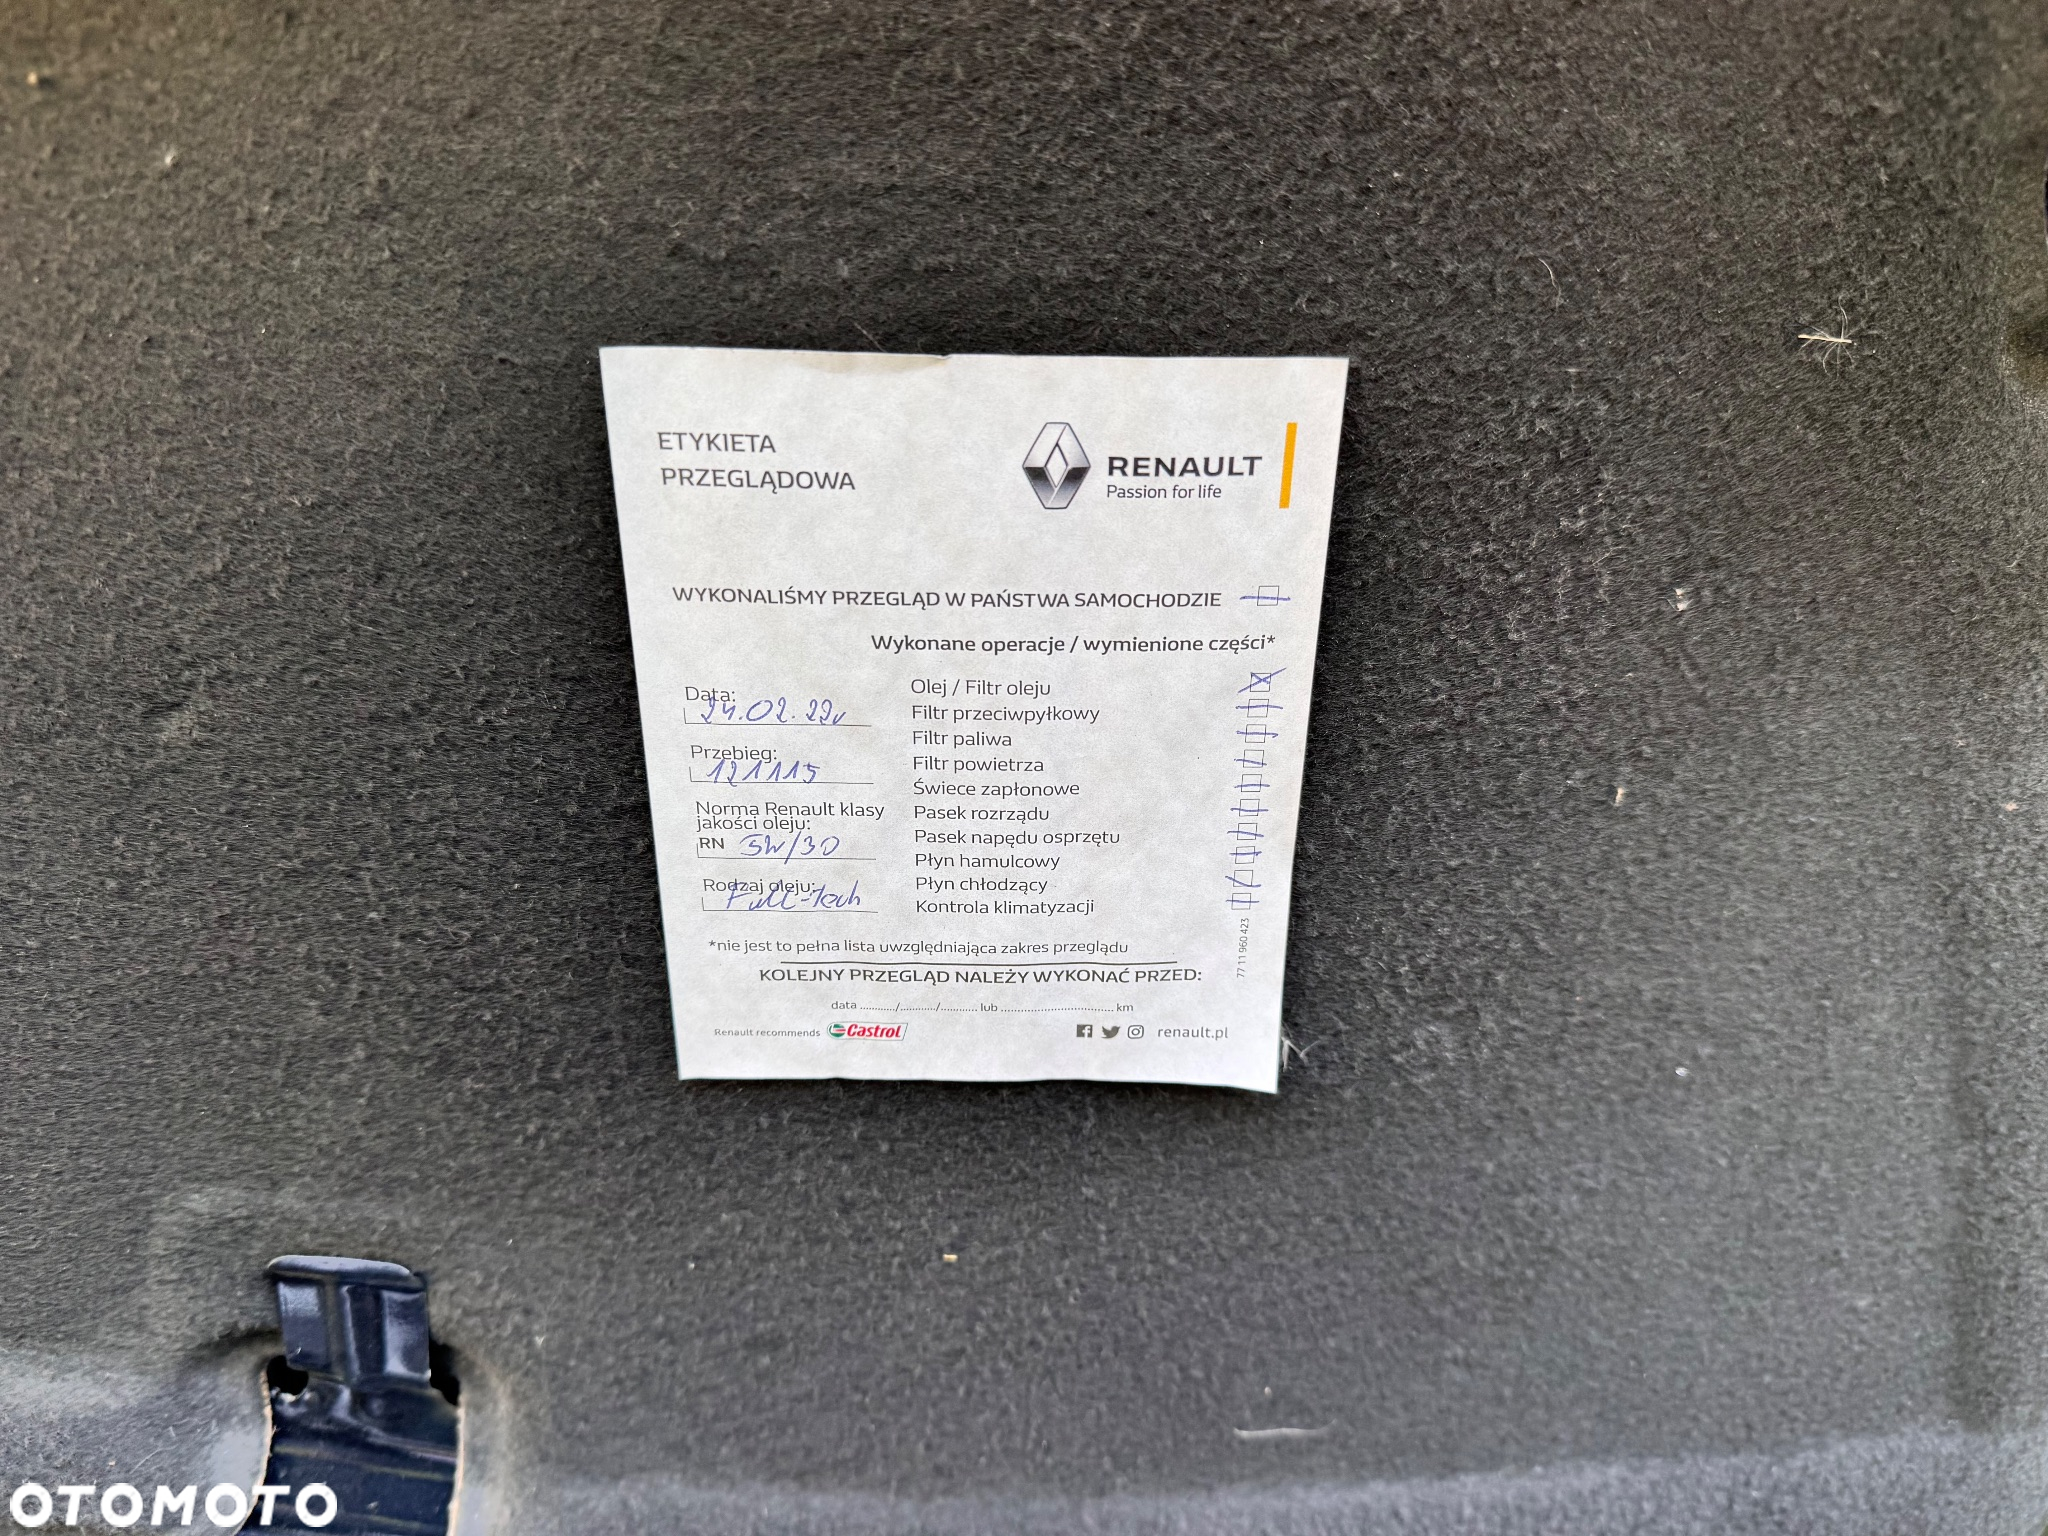 ETYKIETA
PRZEGLĄDOWA
RENAULT
Passion for life
WYKONALIŚMY PRZEGLĄD W PAŃSTWA SAMOCHODZIE
Wykonane operacje / wymienione części*
Data:
24.02.22r
Przebieg:
121115
Norma Renault klasy
jakości oleju:
RN 5W/30
Rodzaj oleju:
Full-Tech
Olej / Filtr oleju
Filtr przeciwpyłkowy
Filtr paliwa
Filtr powietrza
Świece zapłonowe
Pasek rozrządu
Pasek napędu osprzętu
Płyn hamulcowy
Płyn chłodzący
Kontrola klimatyzacji
77 11 960 423
*nie jest to pełna lista uwzględniająca zakres przeglądu
KOLEJNY PRZEGLĄD NALEŻY WYKONAĆ PRZED:
data ........../........../.......... lub .................................. km
Renault recommends Castrol
renault.pl
OTOMOTO